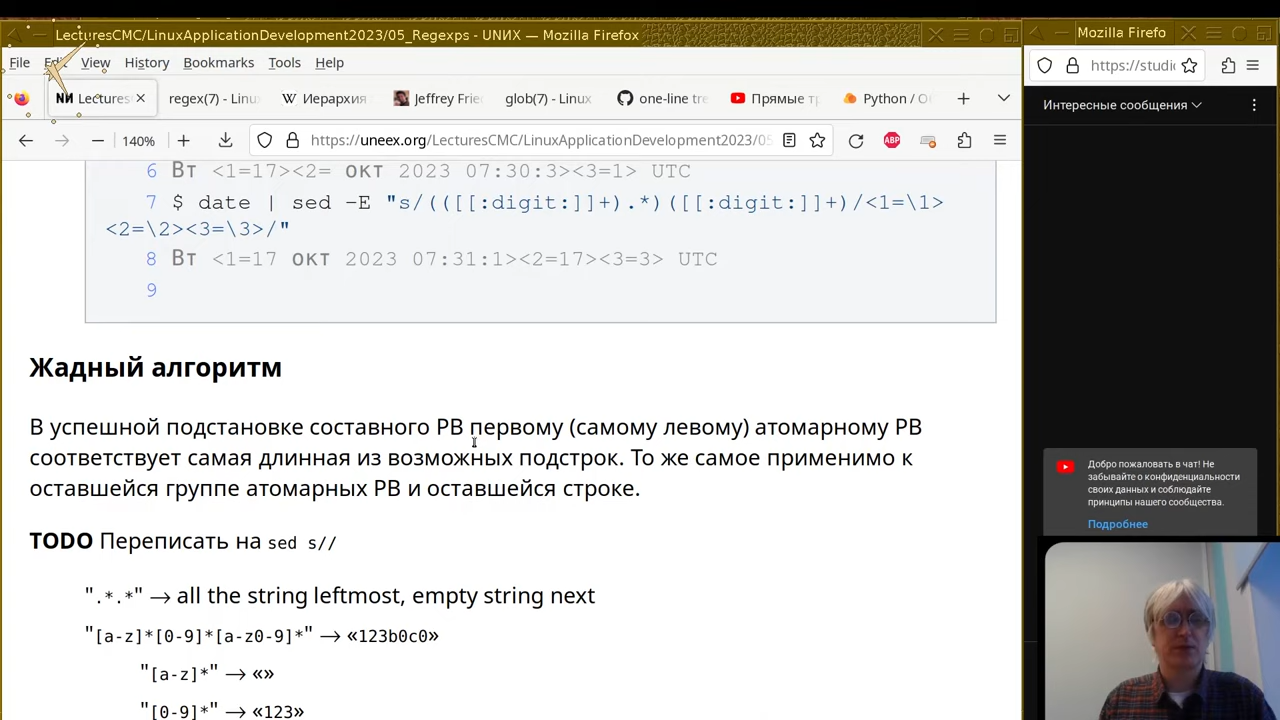 LecturesCMC/LinuxApplicationDevelopment2023/05_Regexps - UNИX — Mozilla Firefox
Mozilla Firefo
File Edit View History Bookmarks Tools Help
https://studi
Lectures
regex(7) - Linu
Иерархия
Jeffrey Frie
glob(7) - Linux
one-line tre
Прямые тр
Python / О
Интересные сообщения
140%
https://uneex.org/LecturesCMC/LinuxApplicationDevelopment2023/05
ABP
6 Вт <1=17><2= окт 2023 07:30:3><3=1> UTC
7 $ date | sed -E "s/(([[:digit:]]+).*)([[:digit:]]+)/<1=\1>
<2=\2><3=\3>/"
8 Вт <1=17 окт 2023 07:31:1><2=17><3=3> UTC
9
Жадный алгоритм
В успешной подстановке составного РВ первому (самому левому) атомарному РВ
соответствует самая длинная из возможных подстрок. То же самое применимо к
оставшейся группе атомарных РВ и оставшейся строке.
TODO Переписать на sed s//
".*.*" → all the string leftmost, empty string next
"[a-z]*[0-9]*[a-z0-9]*" → «123b0c0»
"[a-z]*" → «»
"[0-9]*" → «123»
Добро пожаловать в чат! Не
забывайте о конфиденциальности
своих данных и соблюдайте
принципы нашего сообщества.
Подробнее